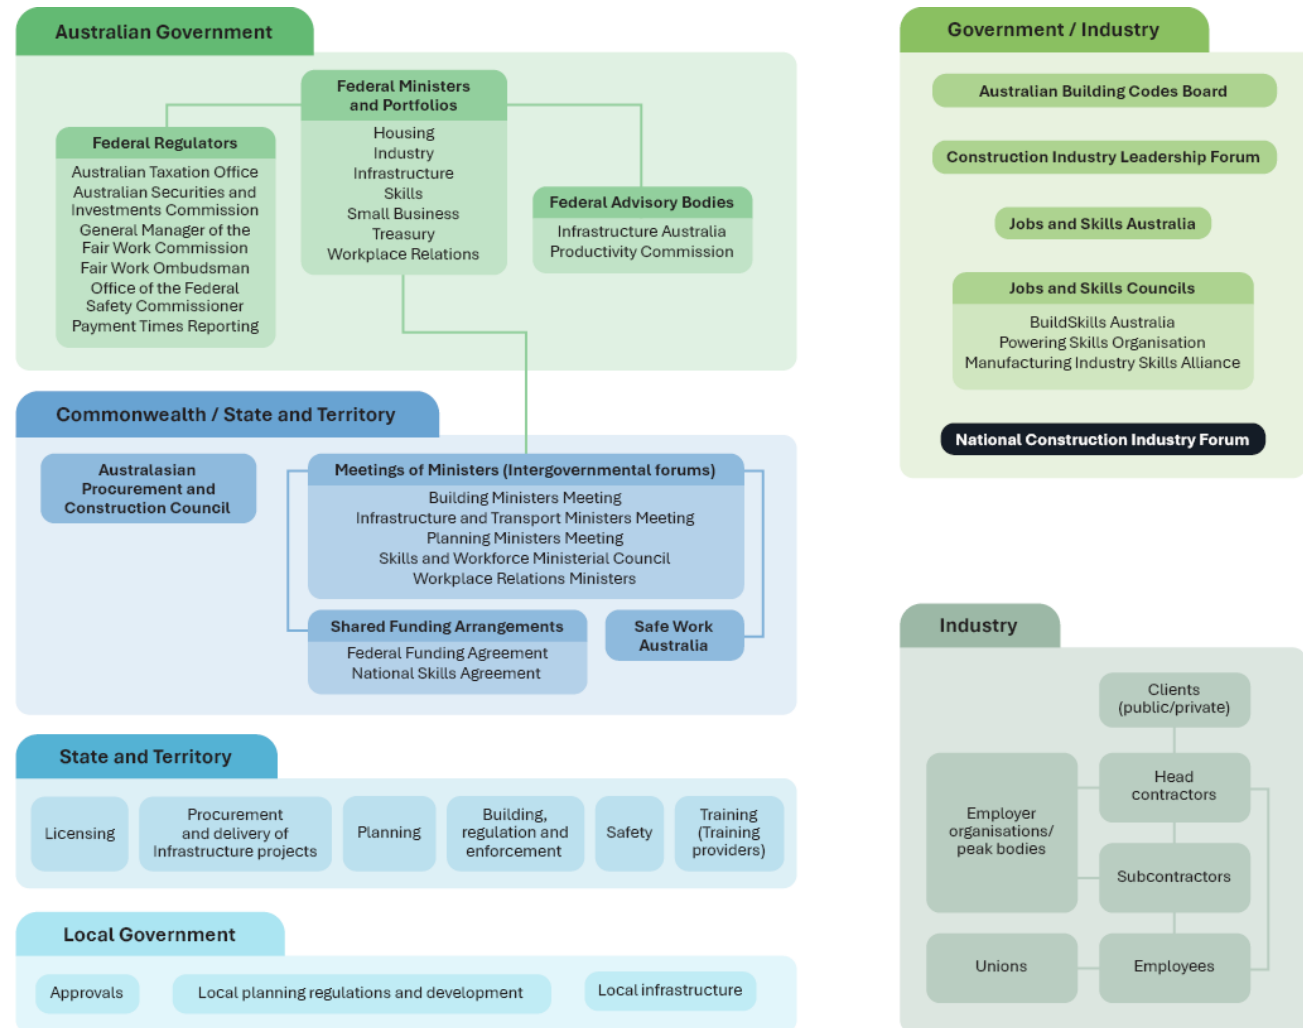 Australian Government
Federal Ministers
and Portfolios
Housing
Industry
Infrastructure
Skills
Small Business
Treasury
Workplace Relations
Federal Regulators
Australian Taxation Office
Australian Securities and
Investments Commission
General Manager of the
Fair Work Commission
Fair Work Ombudsman
Office of the Federal
Safety Commissioner
Payment Times Reporting
Federal Advisory Bodies
Infrastructure Australia
Productivity Commission
Commonwealth / State and Territory
Australasian
Procurement and
Construction Council
Meetings of Ministers (Intergovernmental forums)
Building Ministers Meeting
Infrastructure and Transport Ministers Meeting
Planning Ministers Meeting
Skills and Workforce Ministerial Council
Workplace Relations Ministers
Shared Funding Arrangements
Federal Funding Agreement
National Skills Agreement
Safe Work
Australia
State and Territory
Licensing
Procurement
and delivery of
Infrastructure projects
Planning
Building,
regulation and
enforcement
Safety
Training
(Training
providers)
Local Government
Approvals
Local planning regulations and development
Local infrastructure
Government / Industry
Australian Building Codes Board
Construction Industry Leadership Forum
Jobs and Skills Australia
Jobs and Skills Councils
BuildSkills Australia
Powering Skills Organisation
Manufacturing Industry Skills Alliance
National Construction Industry Forum
Industry
Clients
(public/private)
Head
contractors
Employer
organisations/
peak bodies
Subcontractors
Unions
Employees